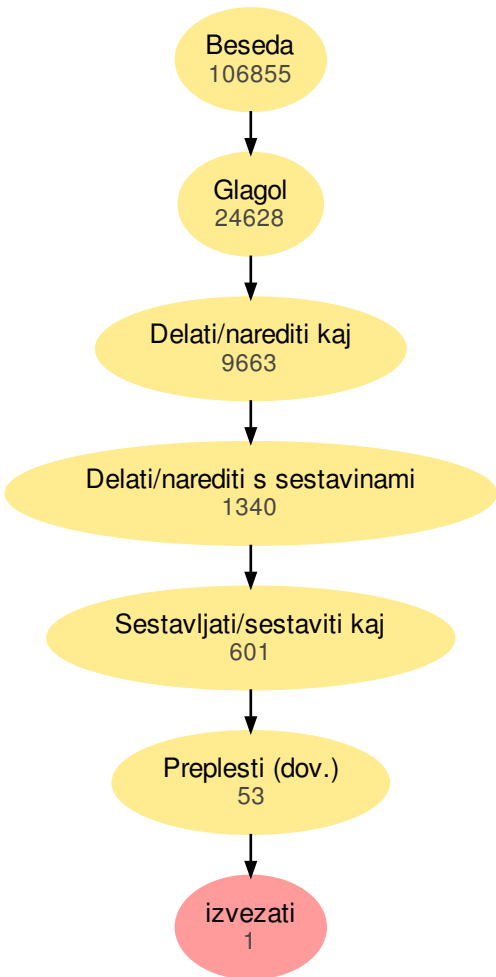 Beseda
106855
Glagol
24628
Delati/narediti kaj
9663
Delati/narediti s sestavinami
1340
Sestavljati/sestaviti kaj
601
Preplesti (dov.)
53
izvezati
1